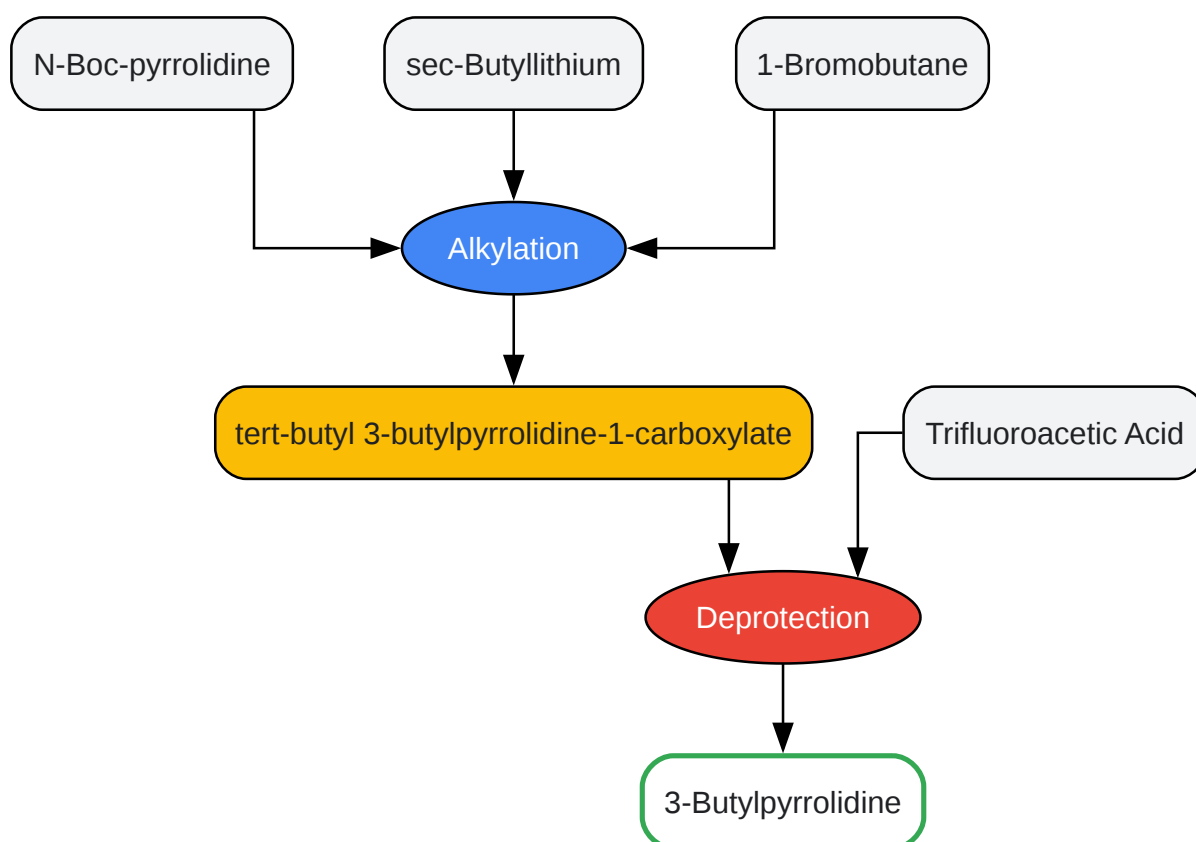 N-Boc-pyrrolidine
sec-Butyllithium
1-Bromobutane
Alkylation
tert-butyl 3-butylpyrrolidine-1-carboxylate
Trifluoroacetic Acid
Deprotection
3-Butylpyrrolidine